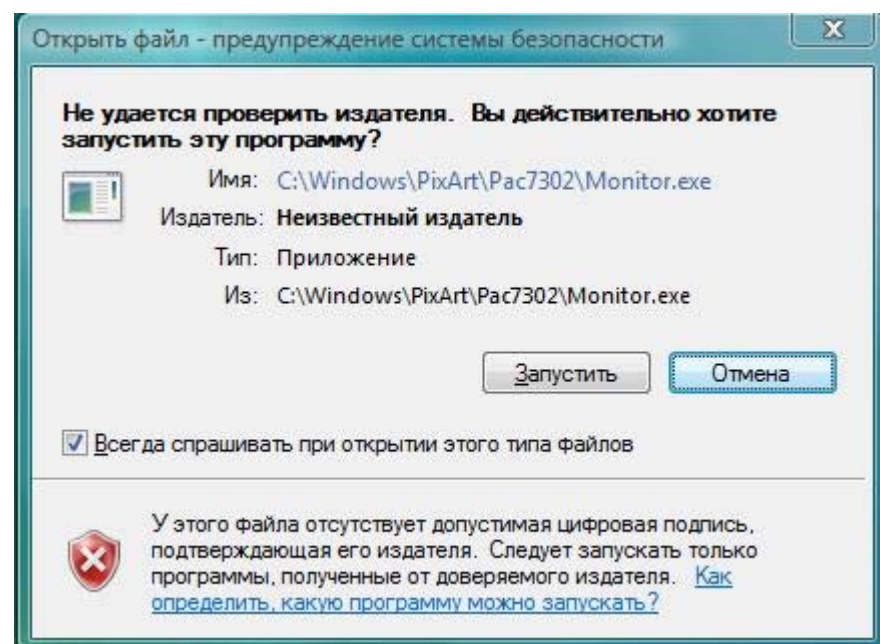 Открыть файл - предупреждение системы безопасности
Не удается проверить издателя. Вы действительно хотите
запустить эту программу?
Имя: C:\Windows\PixArt\Pac7302\Monitor.exe
Издатель: Неизвестный издатель
Тип: Приложение
Из: C:\Windows\PixArt\Pac7302\Monitor.exe
Запустить Отмена
Всегда спрашивать при открытии этого типа файлов
У этого файла отсутствует допустимая цифровая подпись,
подтверждающая его издателя. Следует запускать только
программы, полученные от доверяемого издателя. Как
определить, какую программу можно запускать?